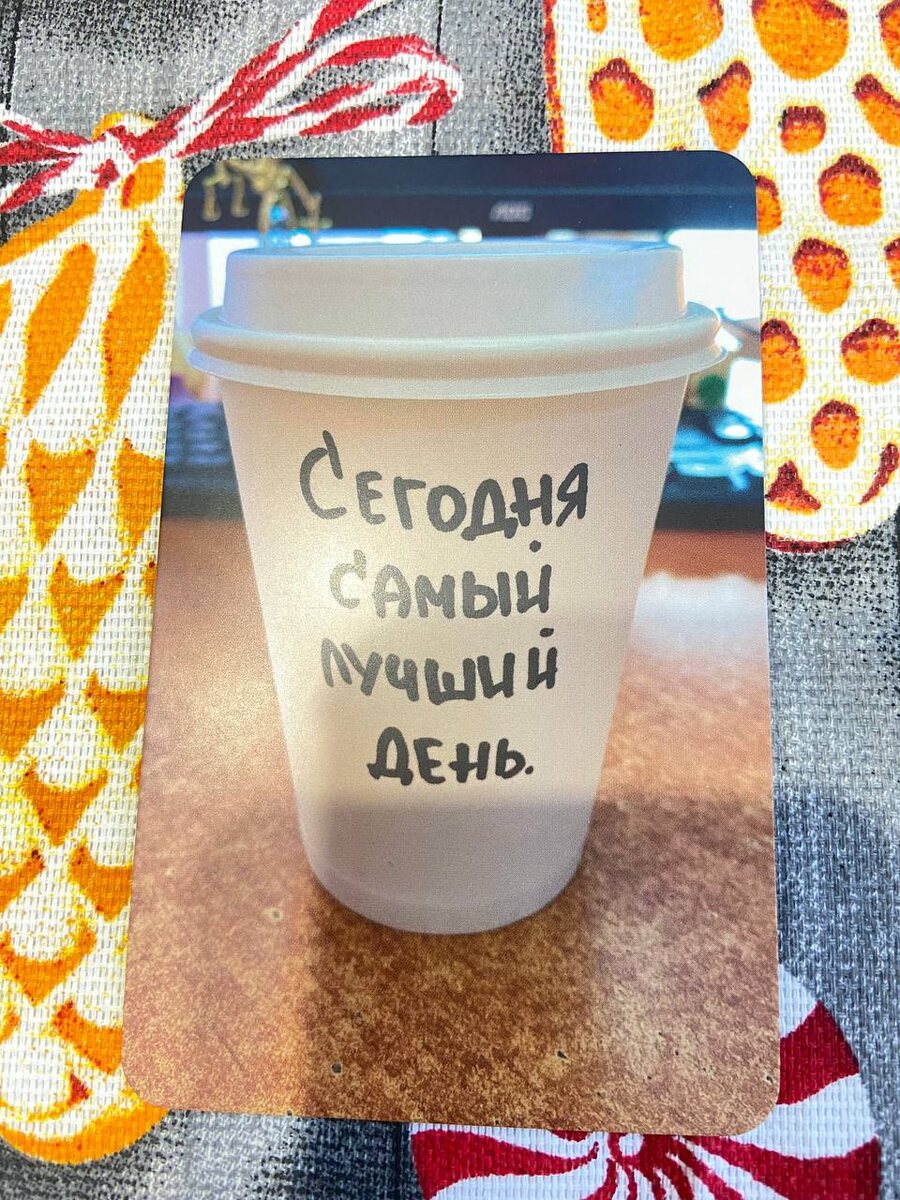 Сегодня
самый
лучший
день.